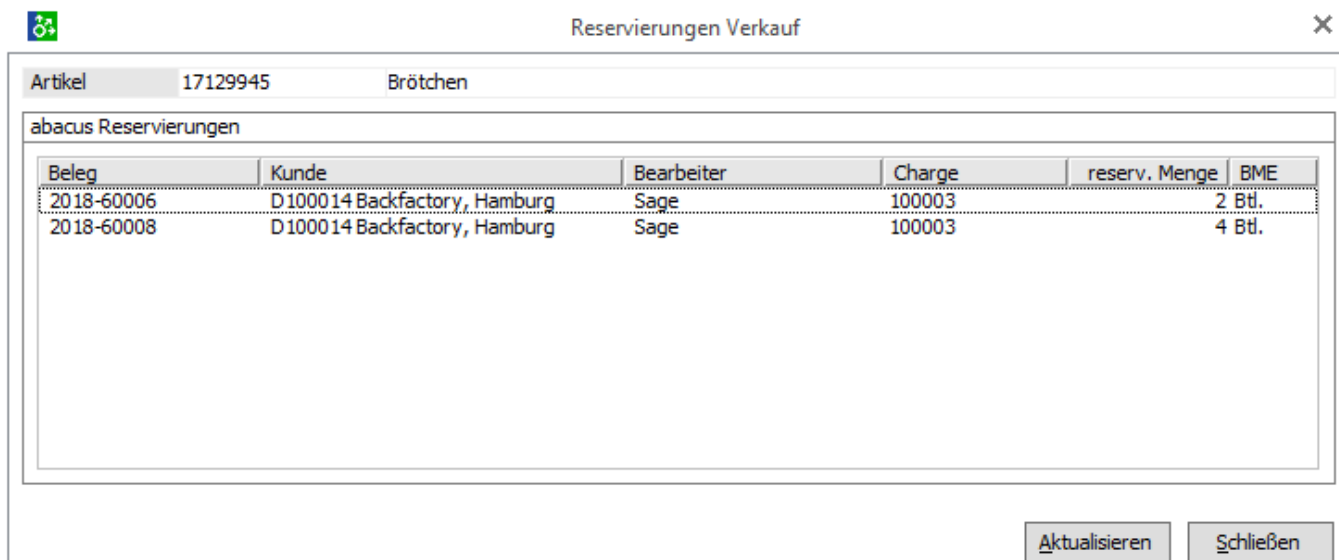 Reservierungen Verkauf
Artikel 17129945 Brötchen
abacus Reservierungen
Beleg Kunde Bearbeiter Charge reserv. Menge BME
2018-60006 D100014 Backfactory, Hamburg Sage 100003 2 Btl.
2018-60008 D100014 Backfactory, Hamburg Sage 100003 4 Btl.
Aktualisieren Schließen